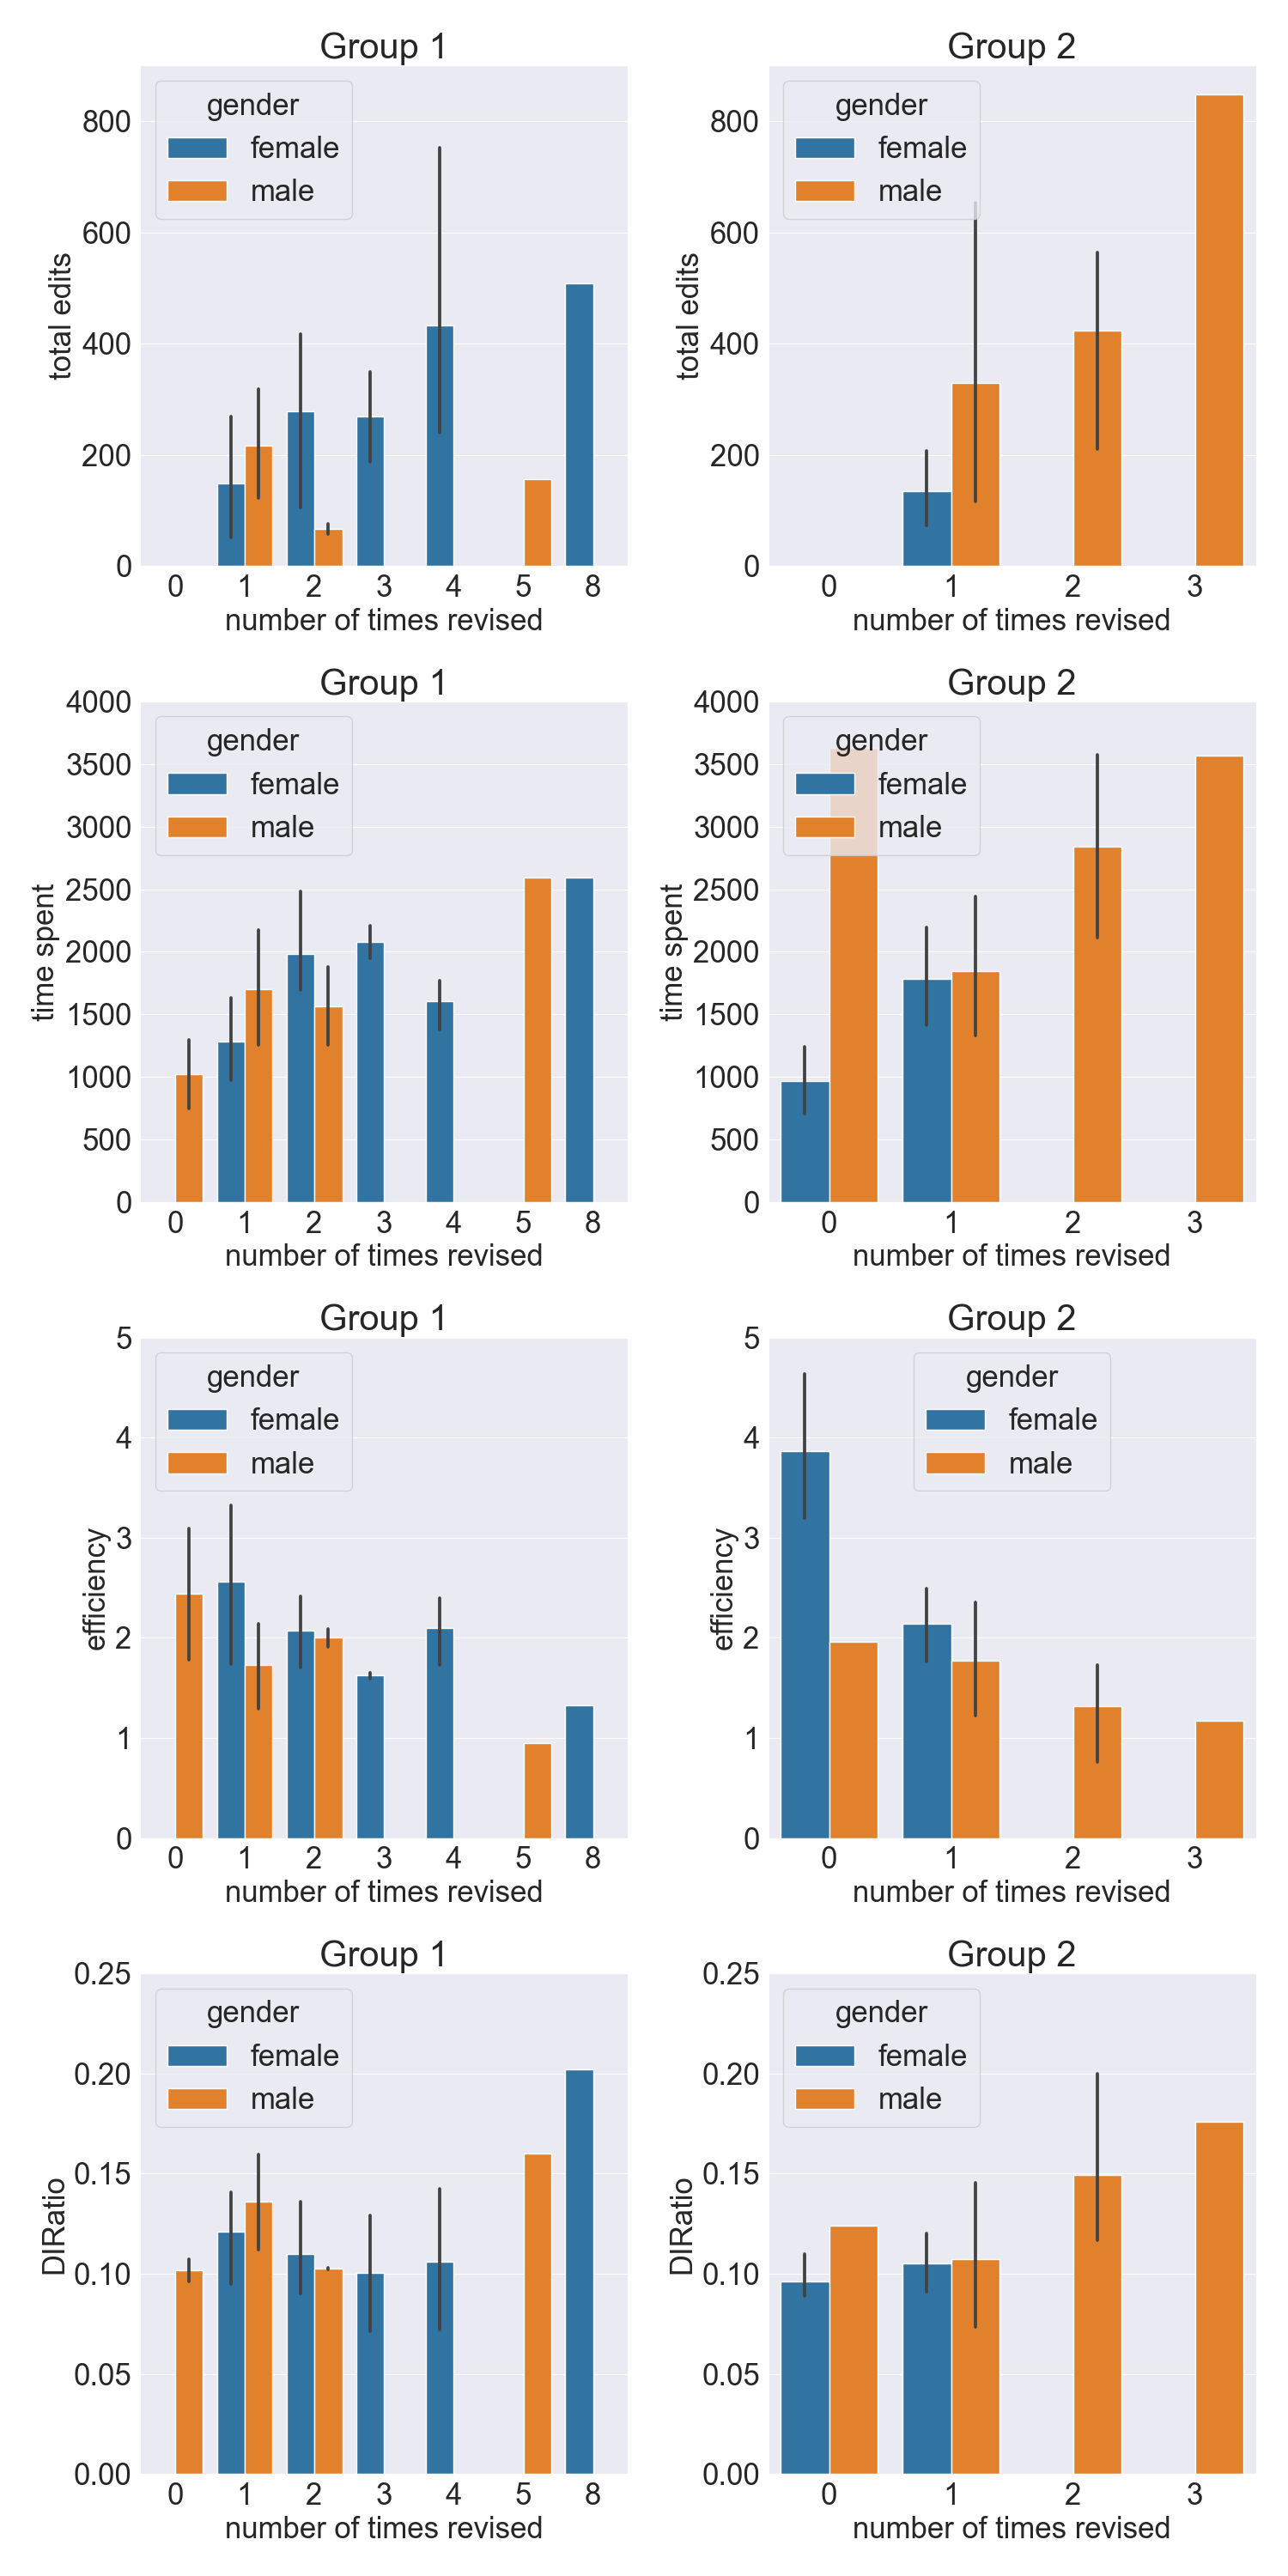 Group 1
gender
female
male
800
600
400
200
0
total edits
0 1 2 3 4 5 8
number of times revised
Group 2
gender
female
male
800
600
400
200
0
total edits
0 1 2 3
number of times revised
Group 1
gender
female
male
4000
3500
3000
2500
2000
1500
1000
500
0
time spent
0 1 2 3 4 5 8
number of times revised
Group 2
gender
female
male
4000
3500
3000
2500
2000
1500
1000
500
0
time spent
0 1 2 3
number of times revised
Group 1
gender
female
male
5
4
3
2
1
0
efficiency
0 1 2 3 4 5 8
number of times revised
Group 2
gender
female
male
5
4
3
2
1
0
efficiency
0 1 2 3
number of times revised
Group 1
gender
female
male
0.25
0.20
0.15
0.10
0.05
0.00
DIRatio
0 1 2 3 4 5 8
number of times revised
Group 2
gender
female
male
0.25
0.20
0.15
0.10
0.05
0.00
DIRatio
0 1 2 3
number of times revised